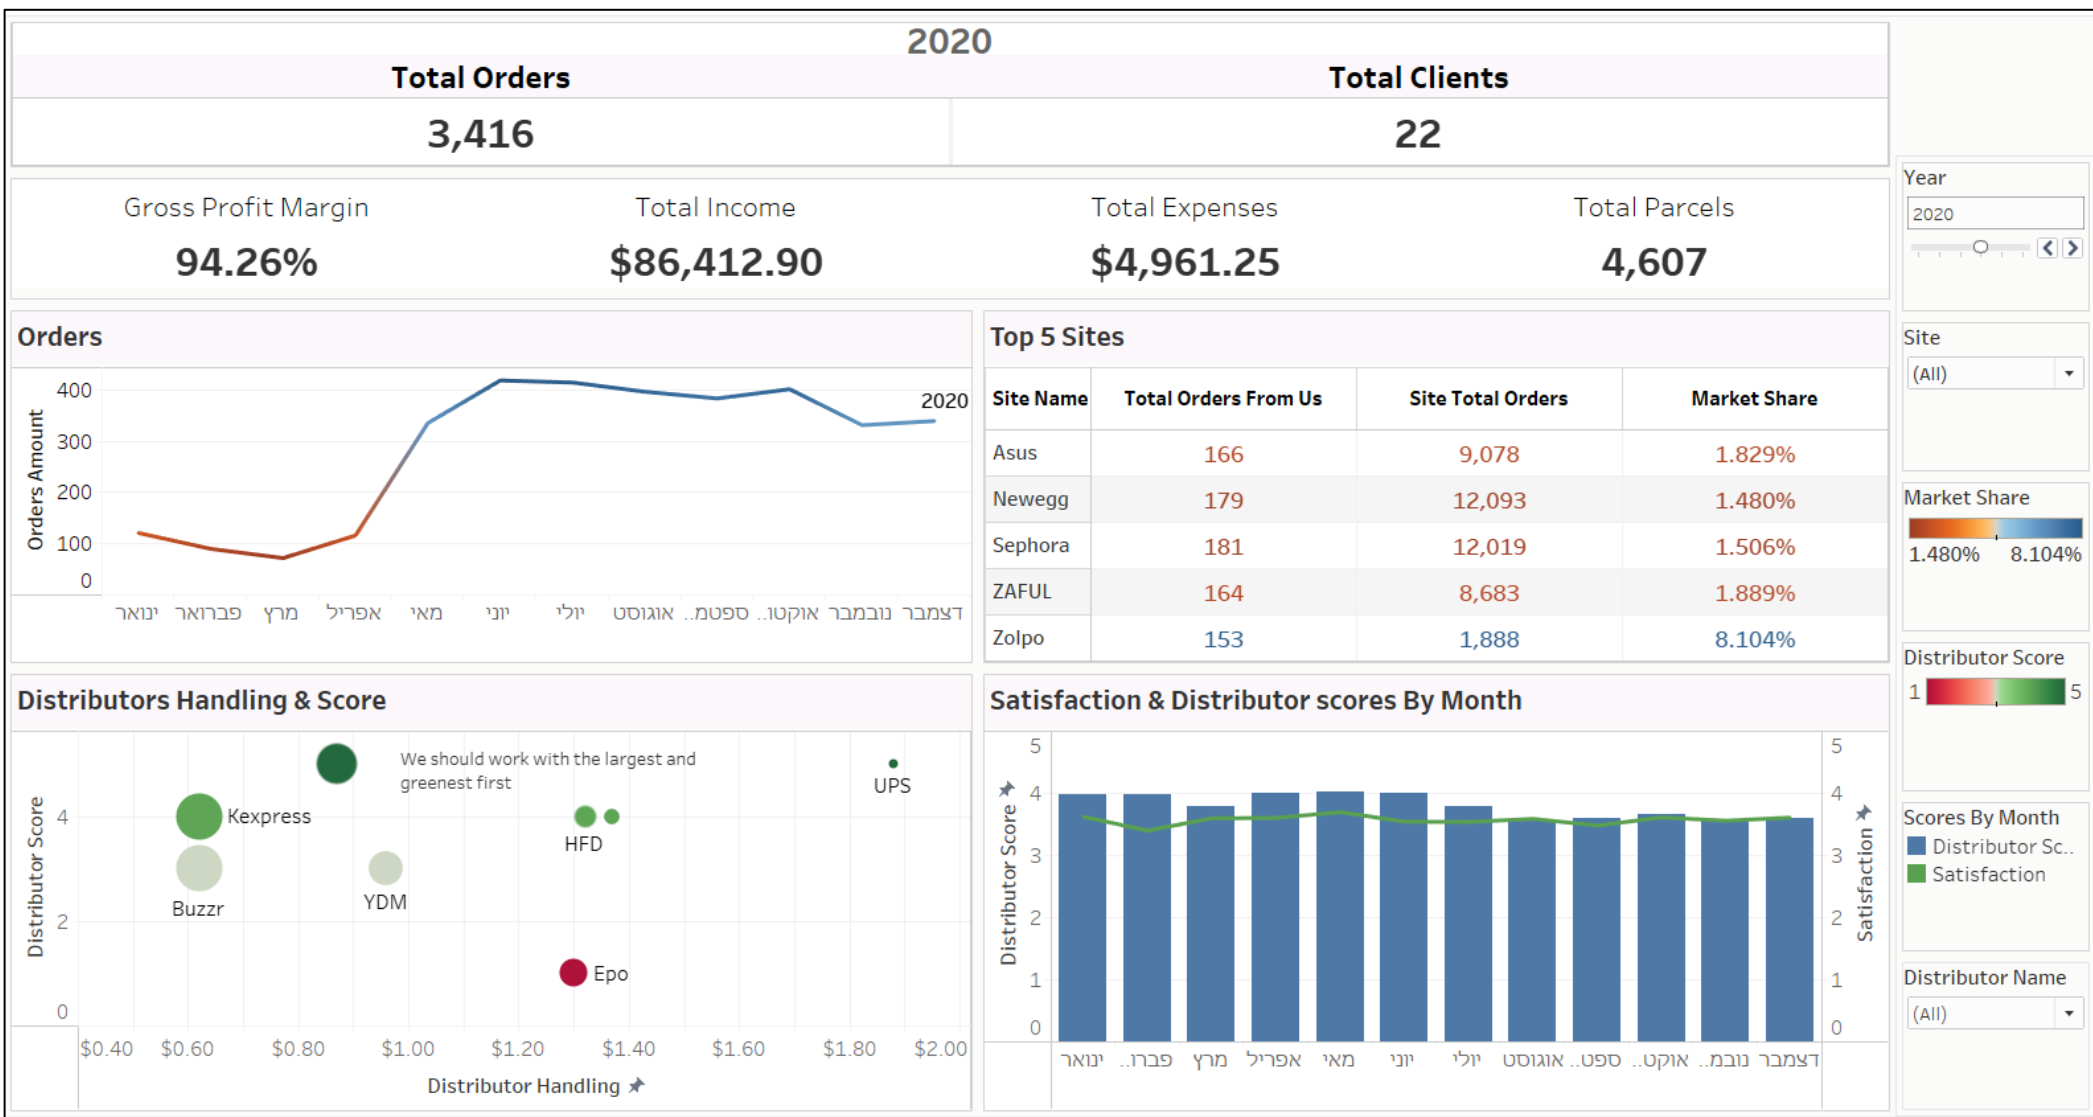 2020
Total Orders Total Clients
3,416 22
Gross Profit Margin Total Income Total Expenses Total Parcels
94.26% $86,412.90 $4,961.25 4,607
Orders
Orders Amount
400
300
200
100
0
2020
ינואר פברואר מרץ אפריל מאי יוני יולי אוגוסט ספטמ.. אוקטו.. נובמבר דצמבר
Top 5 Sites
Site Name Total Orders From Us Site Total Orders Market Share
Asus 166 9,078 1.829%
Newegg 179 12,093 1.480%
Sephora 181 12,019 1.506%
ZAFUL 164 8,683 1.889%
Zolpo 153 1,888 8.104%
Distributors Handling & Score
Distributor Score
4
2
0
We should work with the largest and
greenest first
UPS
Kexpress
HFD
Buzzr
YDM
Epo
$0.40 $0.60 $0.80 $1.00 $1.20 $1.40 $1.60 $1.80 $2.00
Distributor Handling
Satisfaction & Distributor scores By Month
Distributor Score
5
4
3
2
1
0
5
4
3
2
1
0
Satisfaction
ינואר פברו.. מרץ אפריל מאי יוני יולי אוגוסט ספט.. אוקט.. נובמ.. דצמבר
Year
2020
Site
(All)
Market Share
1.480% 8.104%
Distributor Score
1 5
Scores By Month
Distributor Sc..
Satisfaction
Distributor Name
(All)